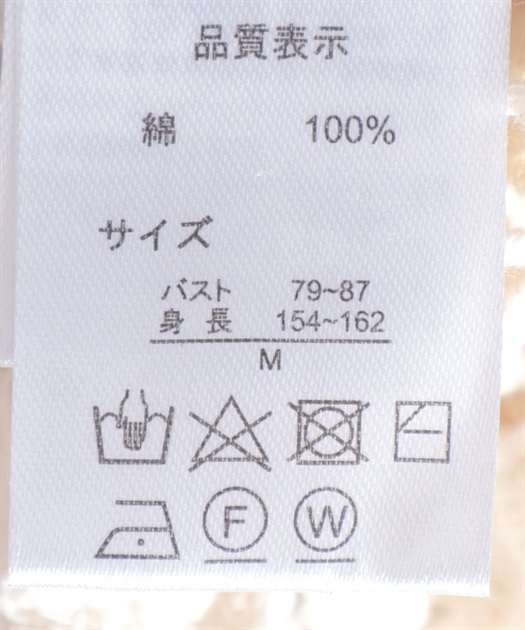 品質表示
綿 100%
サイズ
バスト 79~87
身 長 154~162
M
F W